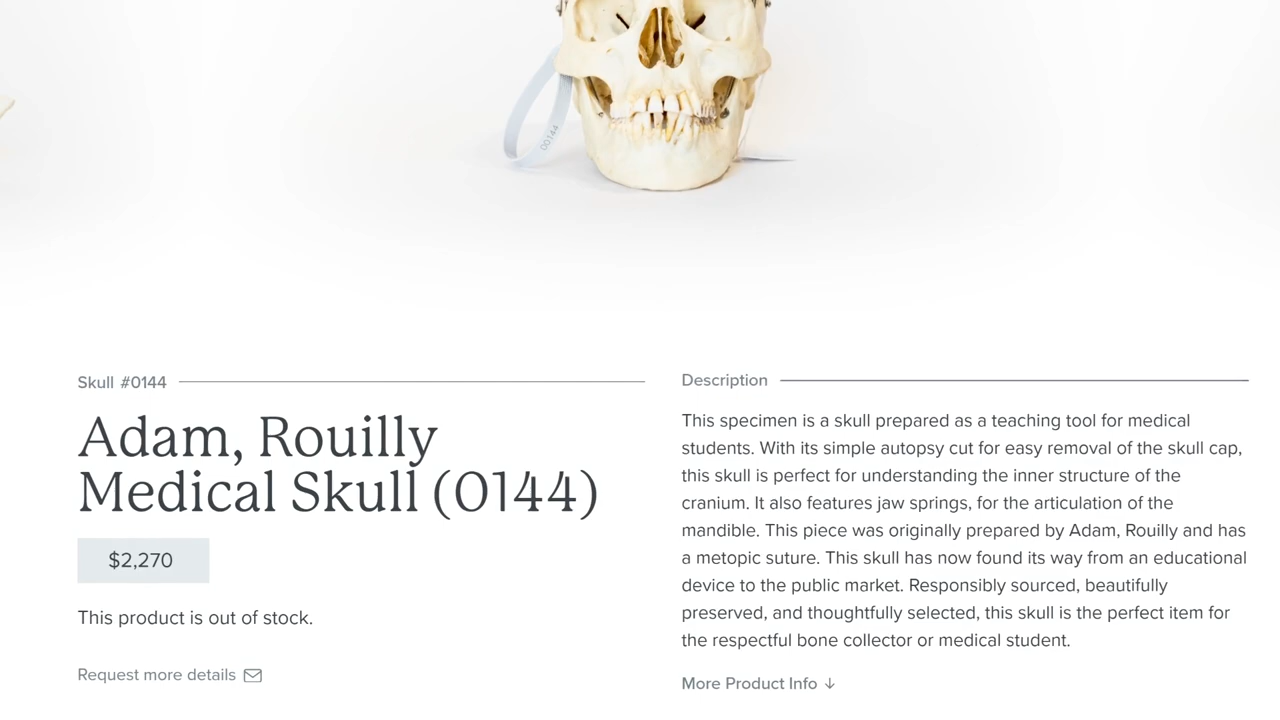 00144
Skull #0144
Adam, Rouilly
Medical Skull (0144)
$2,270
This product is out of stock.
Request more details
Description
This specimen is a skull prepared as a teaching tool for medical
students. With its simple autopsy cut for easy removal of the skull cap,
this skull is perfect for understanding the inner structure of the
cranium. It also features jaw springs, for the articulation of the
mandible. This piece was originally prepared by Adam, Rouilly and has
a metopic suture. This skull has now found its way from an educational
device to the public market. Responsibly sourced, beautifully
preserved, and thoughtfully selected, this skull is the perfect item for
the respectful bone collector or medical student.
More Product Info ↓